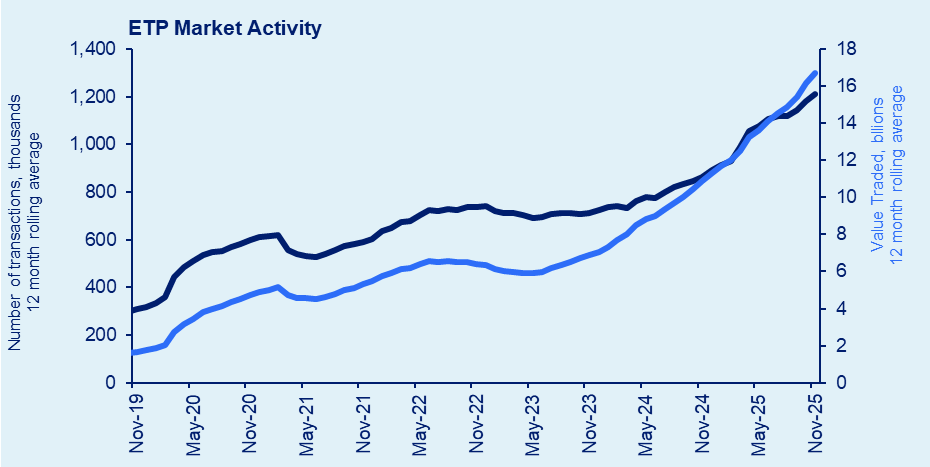 ETP Market Activity
Number of transactions, thousands
12 month rolling average
1,400
1,200
1,000
800
600
400
200
0
18
16
14
12
10
8
6
4
2
0
Value Traded, bllions
12 month rolling average
Nov-19
May-20
Nov-20
May-21
Nov-21
May-22
Nov-22
May-23
Nov-23
May-24
Nov-24
May-25
Nov-25